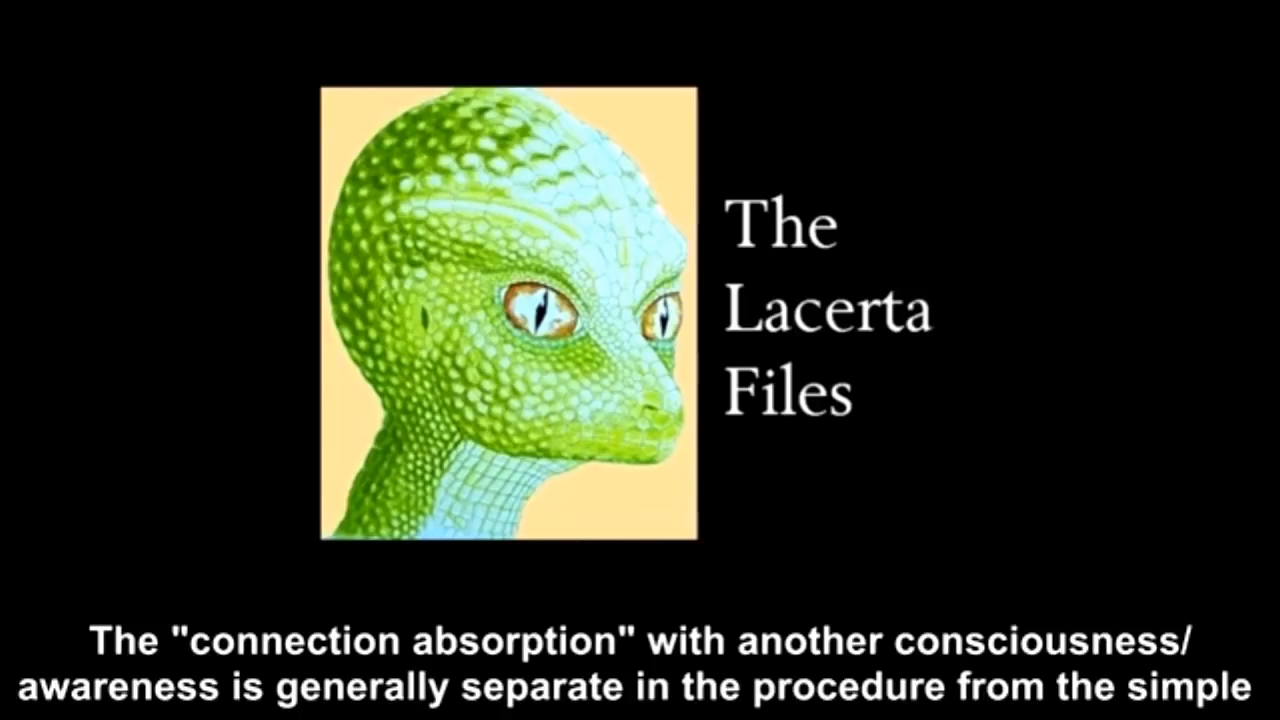 The
Lacerta
Files
The "connection absorption" with another consciousness/
awareness is generally separate in the procedure from the simple